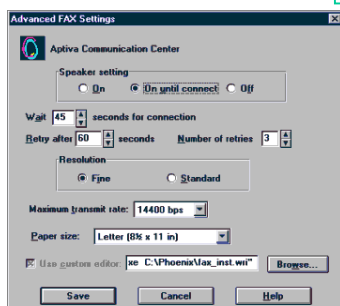 Advanced FAX Settings
Aptiva Communication Center
Speaker setting
On On until connect Off
Wait 45 seconds for connection
Retry after 60 seconds Number of retries 3
Resolution
Fine Standard
Maximum transmit rate: 14400 bps
Paper size: Letter (8½ x 11 in)
Use custom editor: xe C:\Phoenix\fax_inst.wri" Browse...
Save Cancel Help